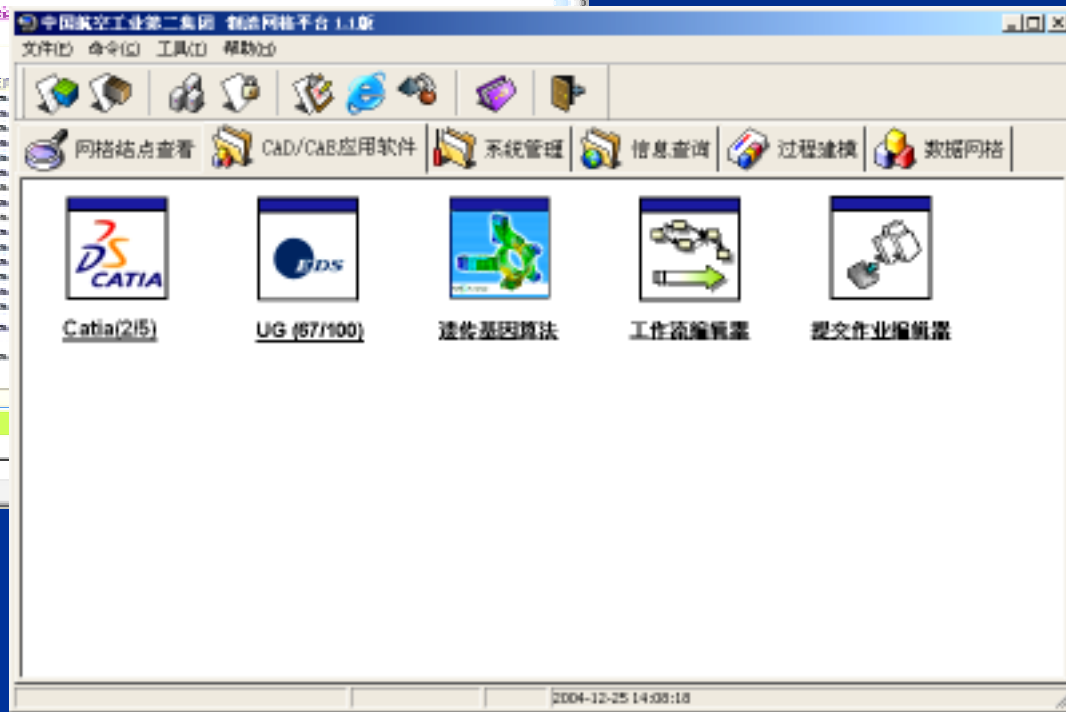 中国航空工业第二集团 制造网格平台 1.1版
文件(F) 命令(C) 工具(T) 帮助(H)
网格结点查看 CAD/CAE应用软件 系统管理 信息查询 过程建模 数据网格
CATIA
EDS
Catia(2/5) UG (67/100) 遗传基因算法 工作流编辑器 提交作业编辑器
2004-12-25 14:08:18